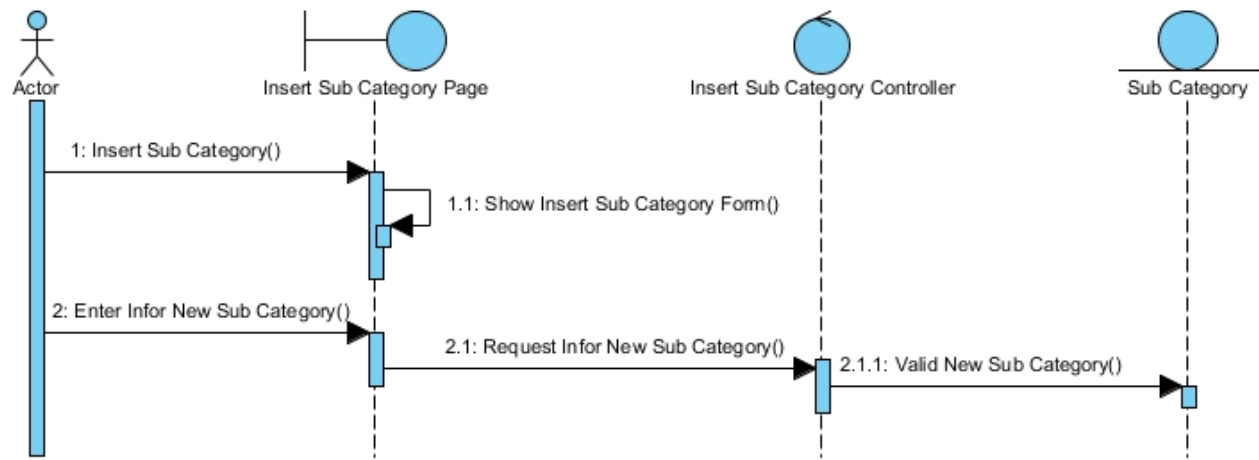 Actor
Insert Sub Category Page
Insert Sub Category Controller
Sub Category
1: Insert Sub Category()
1.1: Show Insert Sub Category Form()
2: Enter Infor New Sub Category()
2.1: Request Infor New Sub Category()
2.1.1: Valid New Sub Category()